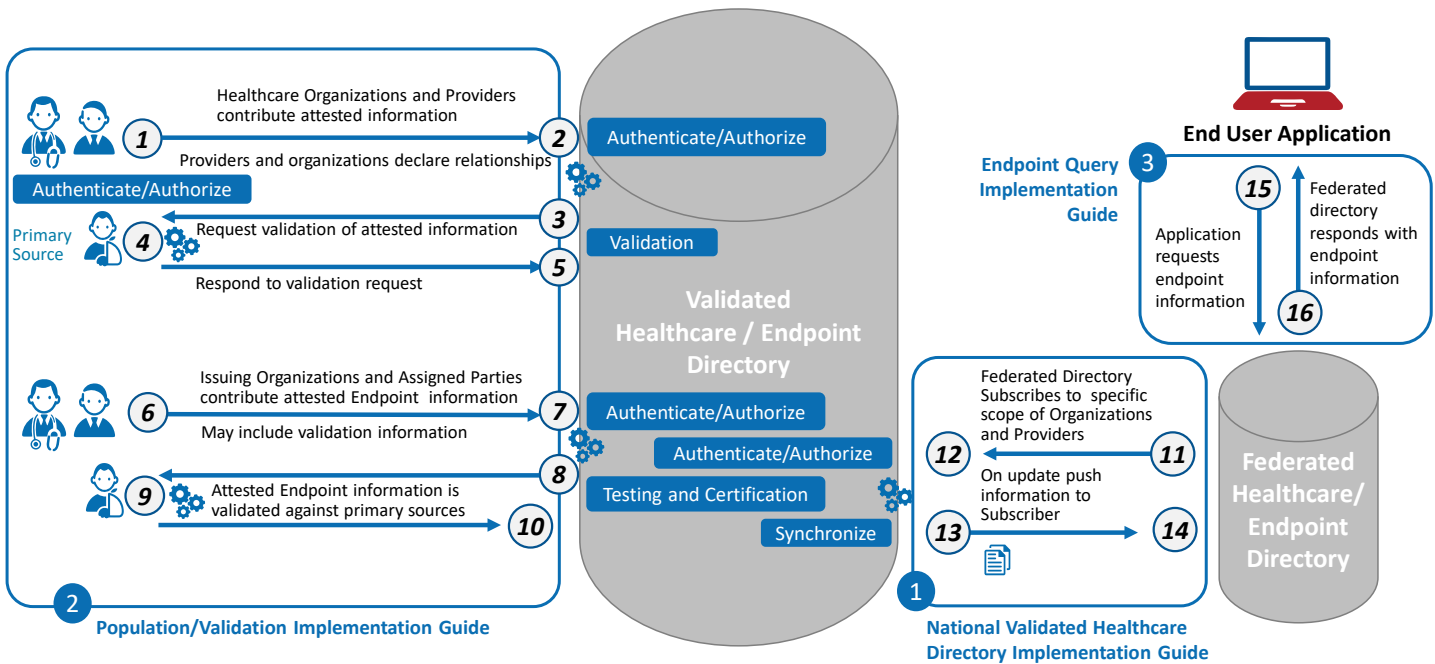 Healthcare Organizations and Providers
contribute attested information
1
2
Authenticate/Authorize
Providers and organizations declare relationships
Authenticate/Authorize
3
Request validation of attested information
Primary
Source
4
Validation
5
Respond to validation request
Validated
Healthcare / Endpoint
Directory
Issuing Organizations and Assigned Parties
contribute attested Endpoint information
6
7
Authenticate/Authorize
May include validation information
Authenticate/Authorize
8
9
Attested Endpoint information is
validated against primary sources
Testing and Certification
10
Synchronize
2
Population/Validation Implementation Guide
End User Application
Endpoint Query
Implementation
Guide
3
15
Application
requests
endpoint
information
Federated
directory
responds with
endpoint
information
16
Federated Directory
Subscribes to specific
scope of Organizations
and Providers
12
11
On update push
information to
Subscriber
13
14
1
National Validated Healthcare
Directory Implementation Guide
Federated
Healthcare/
Endpoint
Directory